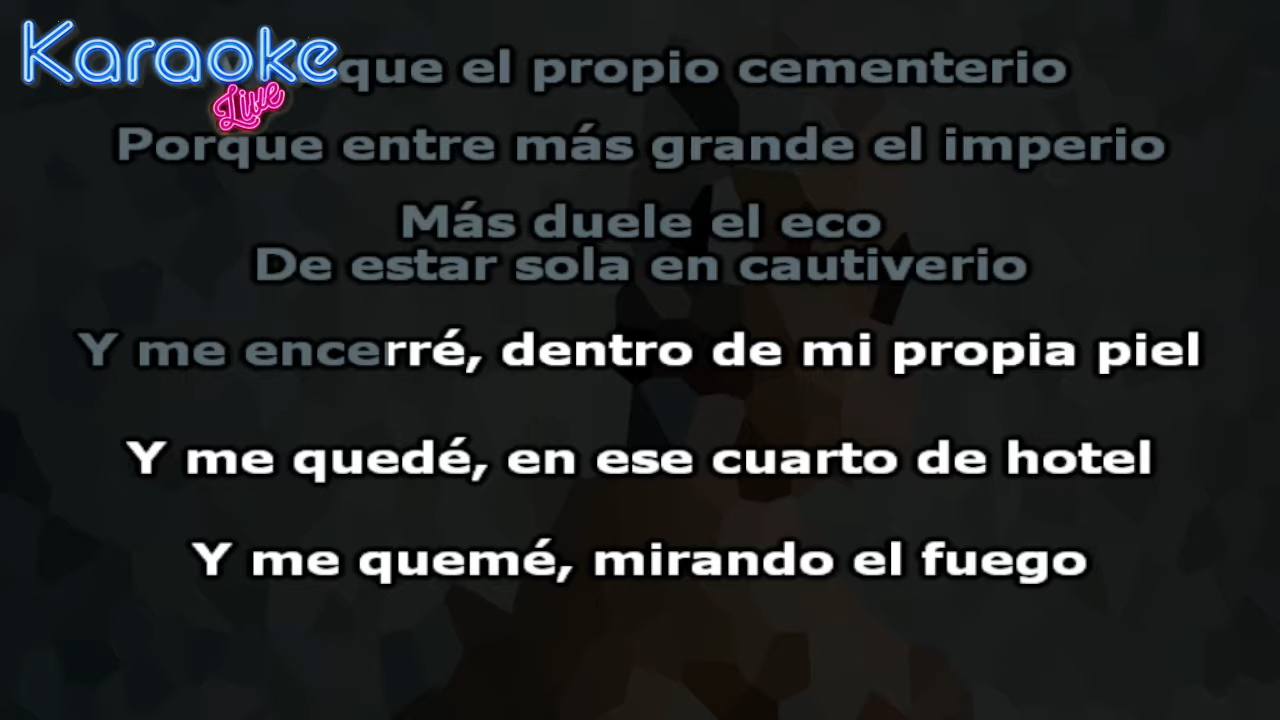 Karaoke
Live
que el propio cementerio
Porque entre más grande el imperio
Más duele el eco
De estar sola en cautiverio
Y me encerré, dentro de mi propia piel
Y me quedé, en ese cuarto de hotel
Y me quemé, mirando el fuego